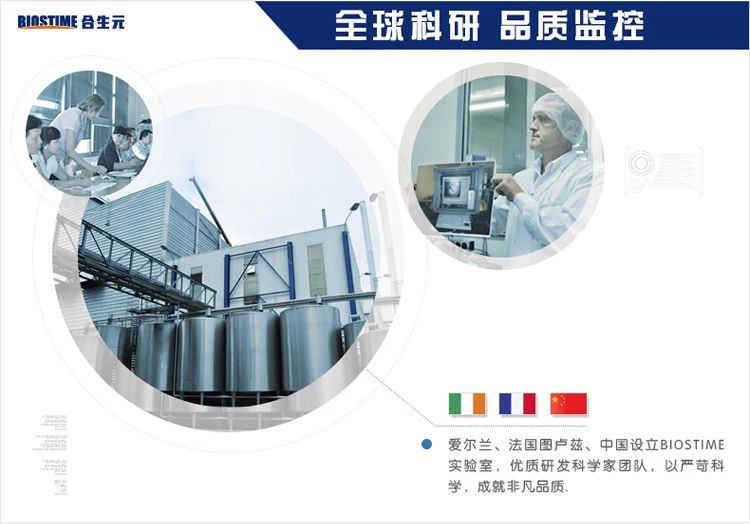 BIOSTIME 合生元
全球科研 品质监控
爱尔兰、法国图卢兹、中国设立BIOSTIME
实验室，优质研发科学家团队，以严苛科
学，成就非凡品质.